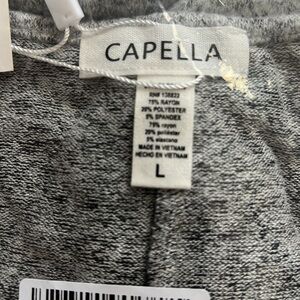 CAPELLA
RN# 138822
75% RAYON
20% POLYESTER
5% SPANDEX
75% rayon
20% poliéster
5% elastano
MADE IN VIETNAM
HECHO EN VIETNAM
L